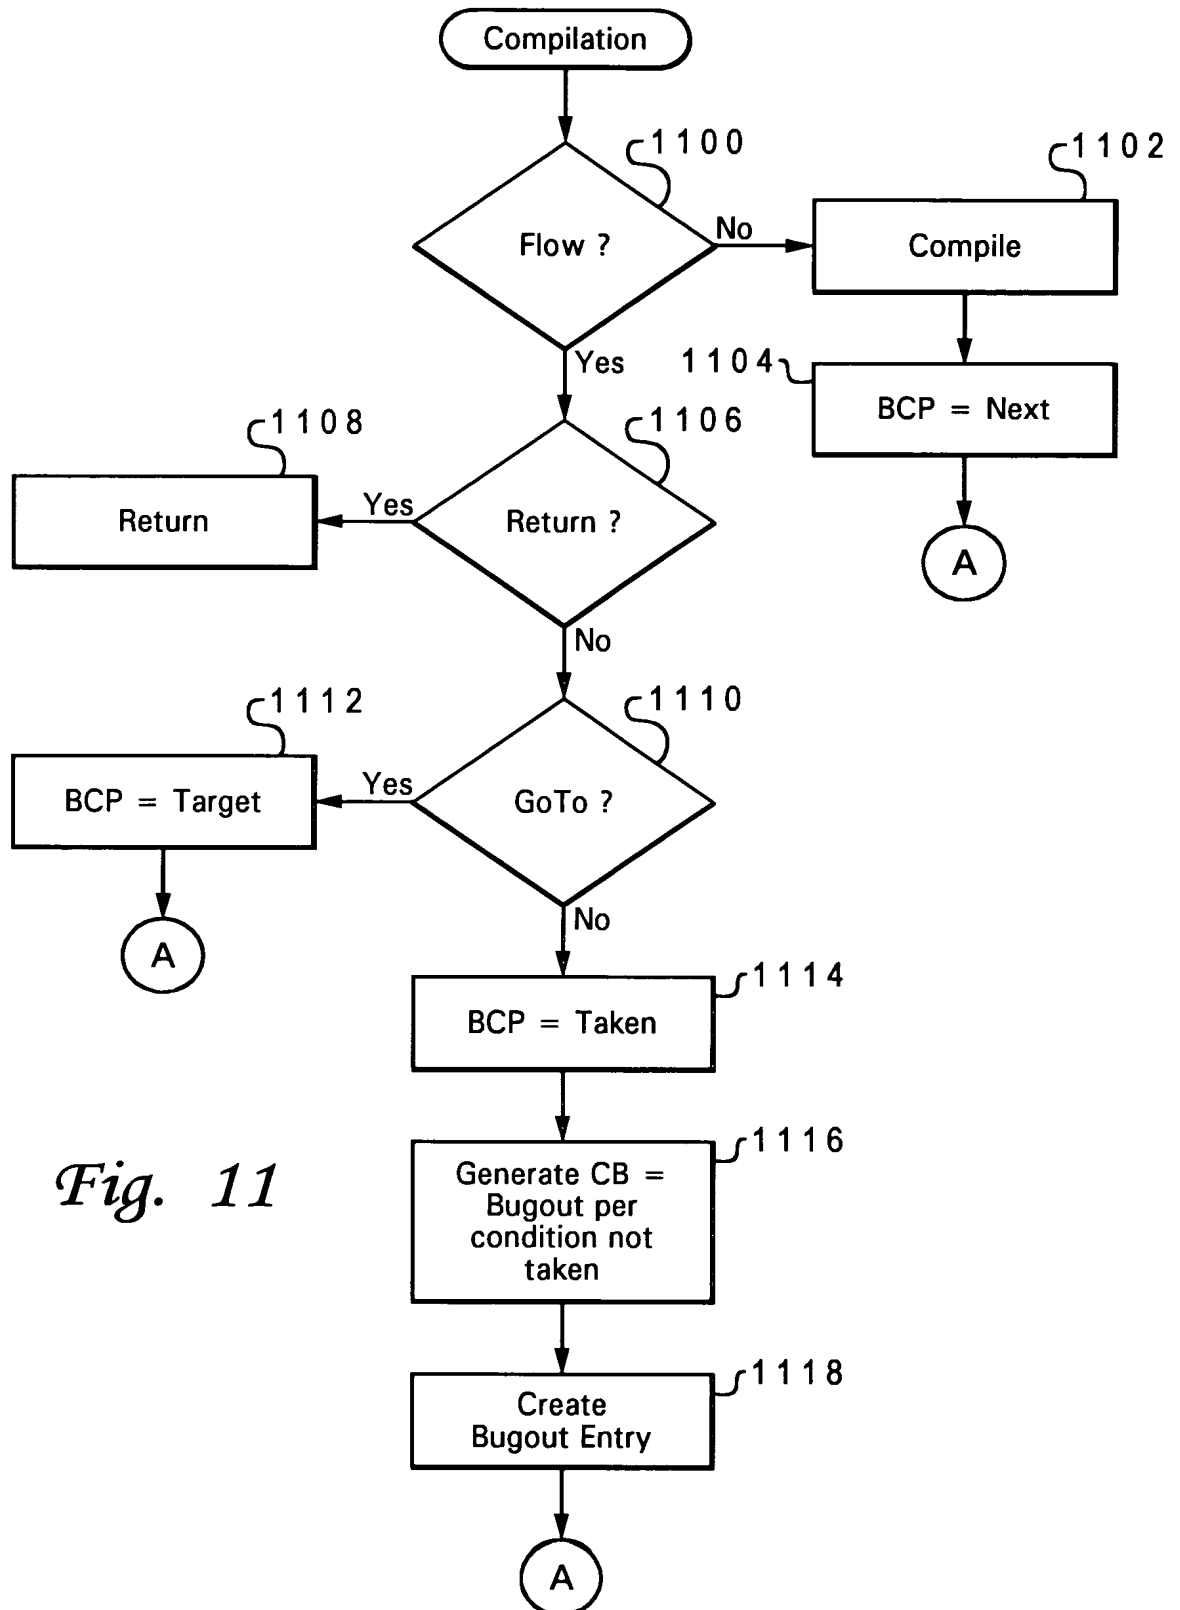 Compilation
1100
1102
Flow ?
No
Compile
Yes
1104
BCP = Next
1108
1106
Return
Yes
Return ?
A
No
1112
1110
BCP = Target
Yes
GoTo ?
No
A
1114
BCP = Taken
1116
Generate CB =
Bugout per
condition not
taken
Fig. 11
1118
Create
Bugout Entry
A